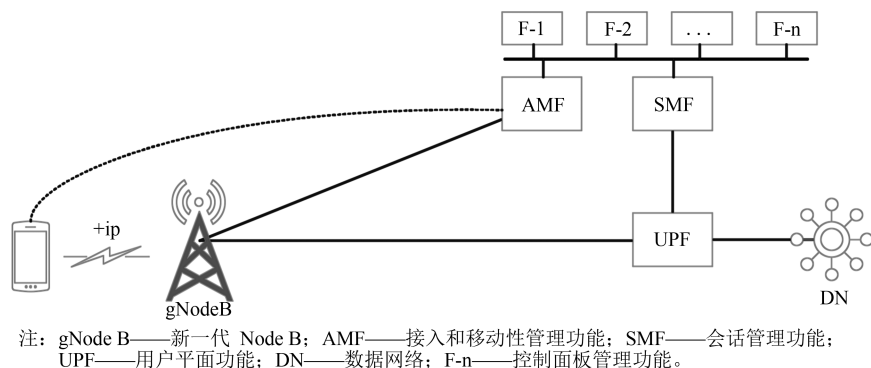 F-1 F-2 ... F-n
AMF SMF
+ip
UPF
gNodeB
DN
注：gNode B——新一代 Node B；AMF——接入和移动性管理功能；SMF——会话管理功能；
UPF——用户平面功能；DN——数据网络；F-n——控制面板管理功能。